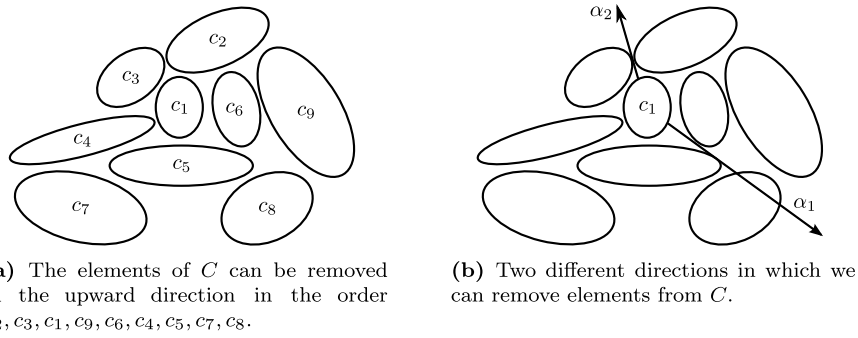 c₂
c₃
c₁
c₆
c₉
c₄
c₅
c₇
c₈
α₂
c₁
α₁
) The elements of C can be removed
the upward direction in the order
, c₃, c₁, c₉, c₆, c₄, c₅, c₇, c₈.
(b) Two different directions in which we
can remove elements from C.